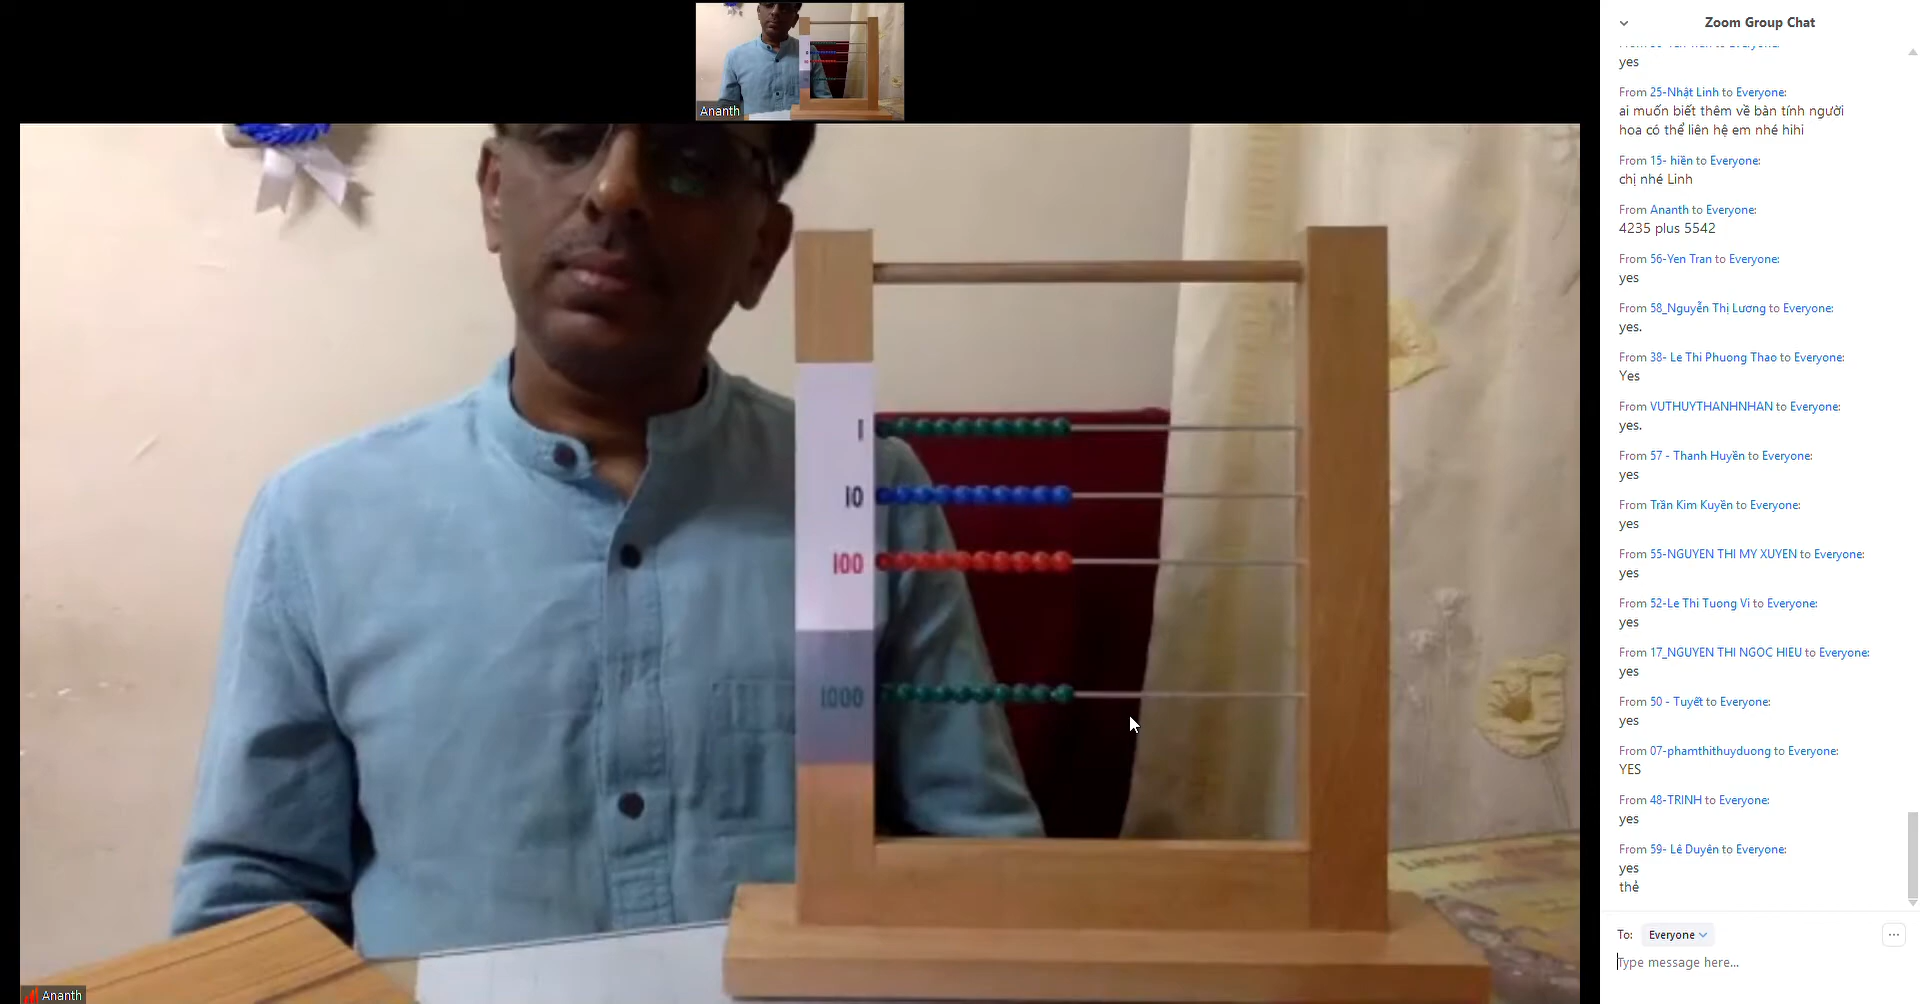 Ananth
1
10
100
1000
Ananth
Zoom Group Chat
yes
From 25-Nhật Linh to Everyone:
ai muốn biết thêm về bàn tính người
hoa có thể liên hệ em nhé hihi
From 15- hiền to Everyone:
chị nhé Linh
From Ananth to Everyone:
4235 plus 5542
From 56-Yen Tran to Everyone:
yes
From 58_Nguyễn Thị Lương to Everyone:
yes.
From 38- Le Thi Phuong Thao to Everyone:
Yes
From VUTHUYTHANHNHAN to Everyone:
yes.
From 57 - Thanh Huyền to Everyone:
yes
From Trần Kim Kuyền to Everyone:
yes
From 55-NGUYEN THI MY XUYEN to Everyone:
yes
From 52-Le Thi Tuong Vi to Everyone:
yes
From 17_NGUYEN THI NGOC HIEU to Everyone:
yes
From 50 - Tuyết to Everyone:
yes
From 07-phamthithuyduong to Everyone:
YES
From 48-TRINH to Everyone:
yes
From 59- Lê Duyên to Everyone:
yes
thẻ
To: Everyone
Type message here...